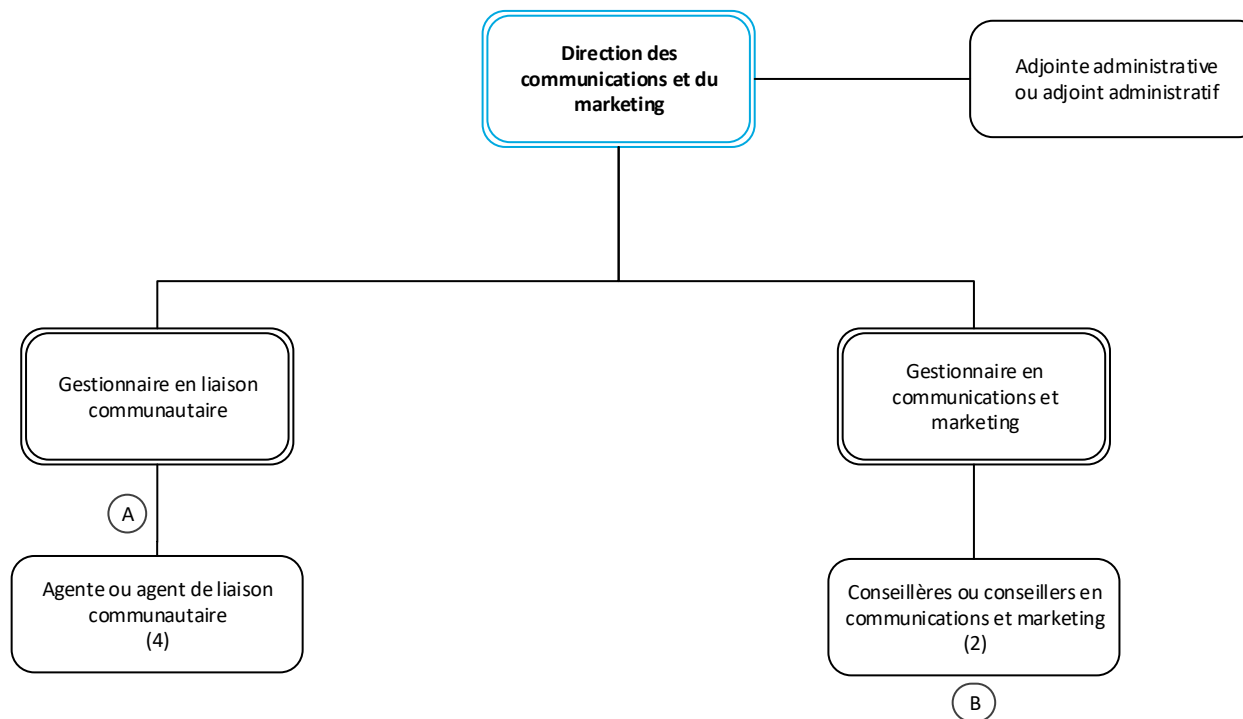 Direction des
communications et du
marketing
Adjointe administrative
ou adjoint administratif
Gestionnaire en liaison
communautaire
Gestionnaire en
communications et
marketing
A
Agente ou agent de liaison
communautaire
(4)
Conseillères ou conseillers en
communications et marketing
(2)
B